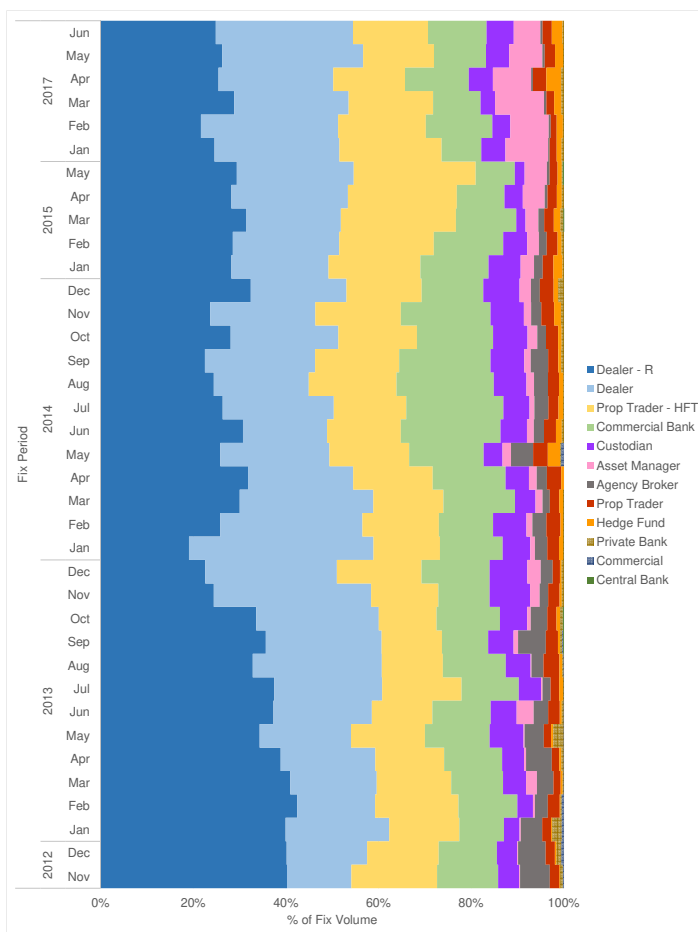 Fix Period
2017
Jun
May
Apr
Mar
Feb
Jan
2015
May
Apr
Mar
Feb
Jan
2014
Dec
Nov
Oct
Sep
Aug
Jul
Jun
May
Apr
Mar
Feb
Jan
2013
Dec
Nov
Oct
Sep
Aug
Jul
Jun
May
Apr
Mar
Feb
Jan
2012
Dec
Nov
0% 20% 40% 60% 80% 100%
% of Fix Volume
Dealer - R
Dealer
Prop Trader - HFT
Commercial Bank
Custodian
Asset Manager
Agency Broker
Prop Trader
Hedge Fund
Private Bank
Commercial
Central Bank